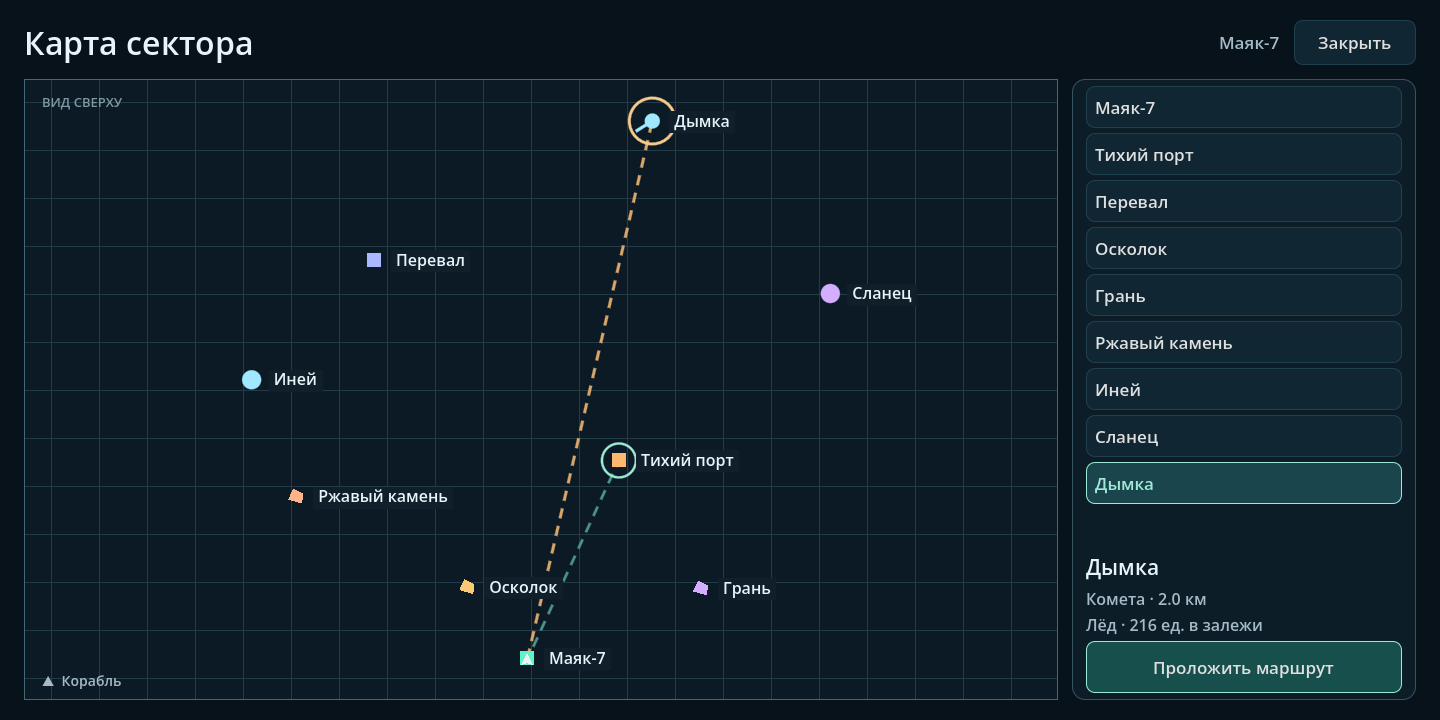 Карта сектора
Маяк-7
Закрыть
ВИД СВЕРХУ
Дымка
Перевал
Сланец
Иней
Тихий порт
Ржавый камень
Осколок
Грань
Маяк-7
Корабль
Маяк-7
Тихий порт
Перевал
Осколок
Грань
Ржавый камень
Иней
Сланец
Дымка
Дымка
Комета · 2.0 км
Лёд · 216 ед. в залежи
Проложить маршрут